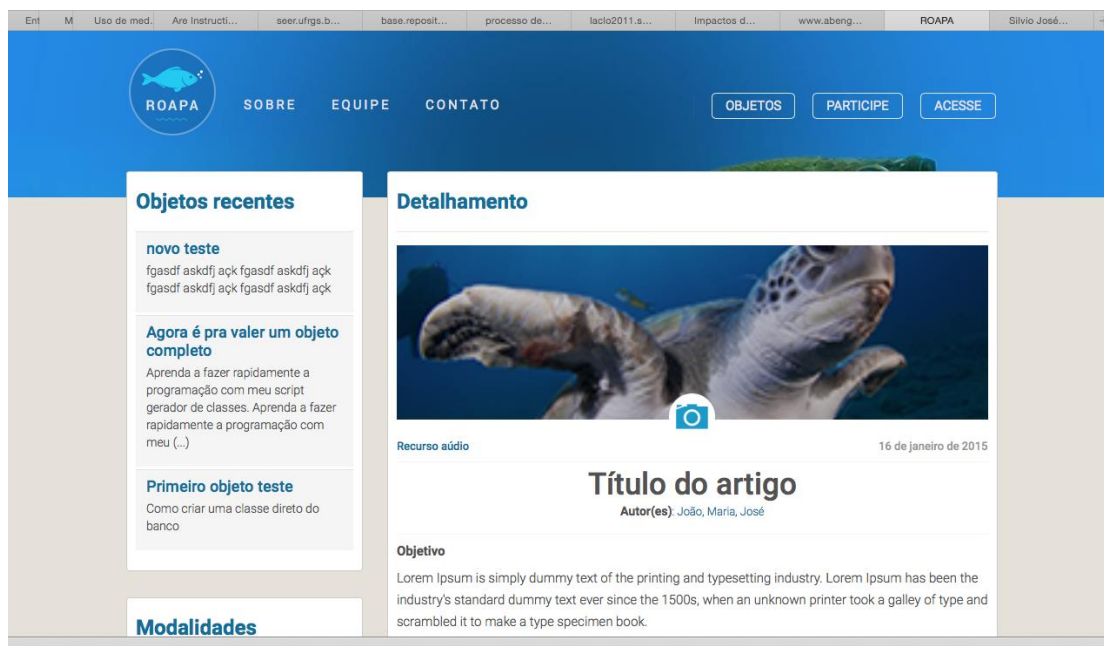 Ent M Uso de med. Are Instructi... seer.ufrgs.b... base.reposit... processo de... laclo2011.s... Impactos d... www.abeng... ROAPA Silvio José...
ROAPA SOBRE EQUIPE CONTATO OBJETOS PARTICIPE ACESSE
Objetos recentes
novo teste
fgasdf askdfj açk fgasdf askdfj açk
fgasdf askdfj açk fgasdf askdfj açk
Agora é pra valer um objeto
completo
Aprenda a fazer rapidamente a
programação com meu script
gerador de classes. Aprenda a fazer
rapidamente a programação com
meu (...)
Primeiro objeto teste
Como criar uma classe direto do
banco
Modalidades
Detalhamento
Recurso aúdio 16 de janeiro de 2015
Título do artigo
Autor(es): João, Maria, José
Objetivo
Lorem Ipsum is simply dummy text of the printing and typesetting industry. Lorem Ipsum has been the
industry's standard dummy text ever since the 1500s, when an unknown printer took a galley of type and
scrambled it to make a type specimen book.